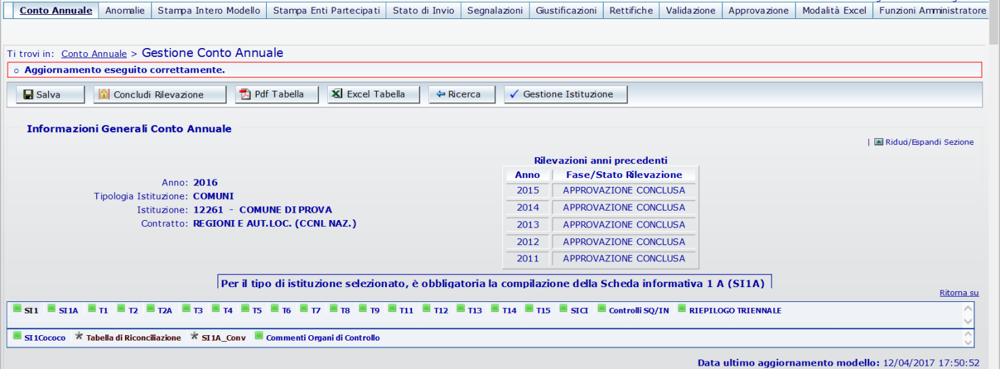 Conto Annuale Anomalie Stampa Intero Modello Stampa Enti Partecipati Stato di Invio Segnalazioni Giustificazioni Rettifiche Validazione Approvazione Modalità Excel Funzioni Amministratore
Ti trovi in: Conto Annuale > Gestione Conto Annuale
Aggiornamento eseguito correttamente.
Salva Concludi Rilevazione Pdf Tabella Excel Tabella Ricerca Gestione Istituzione
Informazioni Generali Conto Annuale
| Riduci/Espandi Sezione
Rilevazioni anni precedenti
Anno Fase/Stato Rilevazione
Anno: 2016
2015 APPROVAZIONE CONCLUSA
Tipologia Istituzione: COMUNI
2014 APPROVAZIONE CONCLUSA
Istituzione: 12261 - COMUNE DI PROVA
2013 APPROVAZIONE CONCLUSA
Contratto: REGIONI E AUT.LOC. (CCNL NAZ.)
2012 APPROVAZIONE CONCLUSA
2011 APPROVAZIONE CONCLUSA
Per il tipo di istituzione selezionato, è obbligatoria la compilazione della Scheda informativa 1 A (SI1A)
Ritorna su
SI1 SI1A T1 T2 T2A T3 T4 T5 T6 T7 T8 T9 T11 T12 T13 T14 T15 SICI Controlli SQ/IN RIEPILOGO TRIENNALE
SI1Cococo * Tabella di Riconciliazione * SI1A_Conv Commenti Organi di Controllo
Data ultimo aggiornamento modello: 12/04/2017 17:50:52